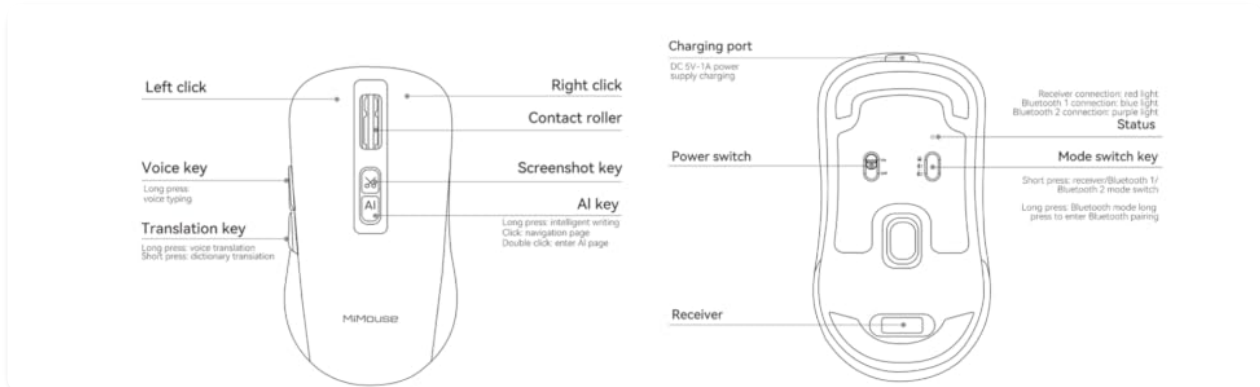 Left click
Right click
Contact roller
Voice key
Long press:
voice typing
Screenshot key
AI
AI key
Long press: intelligent writing
Click: navigation page
Double click: enter AI page
Translation key
Long press: voice translation
Short press: dictionary translation
MiMouse
Charging port
DC 5V-1A power
supply charging
Receiver connection: red light
Bluetooth 1 connection: blue light
Bluetooth 2 connection: purple light
Status
Power switch
Mode switch key
Short press: receiver/Bluetooth 1/
Bluetooth 2 mode switch
Long press: Bluetooth mode long
press to enter Bluetooth pairing
Receiver